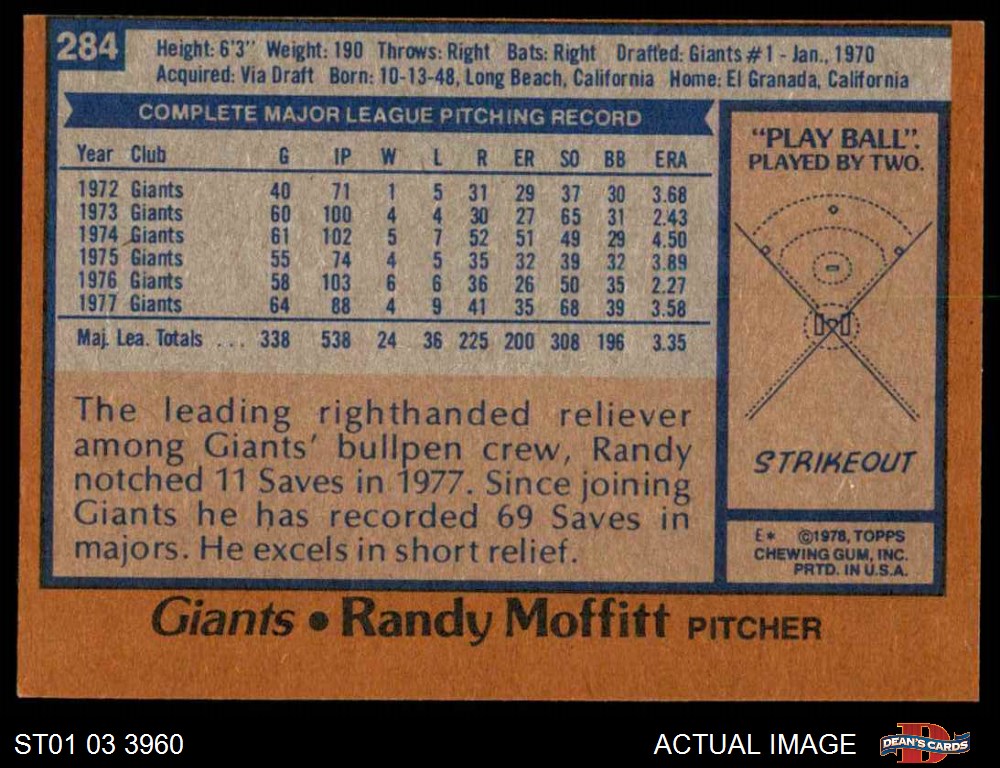 284
Height: 6'3" Weight: 190 Throws: Right Bats: Right Drafted: Giants #1 - Jan., 1970
Acquired: Via Draft Born: 10-13-48, Long Beach, California Home: El Granada, California
COMPLETE MAJOR LEAGUE PITCHING RECORD
Year Club G IP W L R ER SO BB ERA
1972 Giants 40 71 1 5 31 29 37 30 3.68
1973 Giants 60 100 4 4 30 27 65 31 2.43
1974 Giants 61 102 5 7 52 51 49 29 4.50
1975 Giants 55 74 4 5 35 32 39 32 3.89
1976 Giants 58 103 6 6 36 26 50 35 2.27
1977 Giants 64 88 4 9 41 35 68 39 3.58
Maj. Lea. Totals ... 338 538 24 36 225 200 308 196 3.35
The leading righthanded reliever
among Giants' bullpen crew, Randy
notched 11 Saves in 1977. Since joining
Giants he has recorded 69 Saves in
majors. He excels in short relief.
"PLAY BALL".
PLAYED BY TWO.
STRIKEOUT
E* ©1978, TOPPS
CHEWING GUM, INC.
PRTD. IN U.S.A.
Giants • Randy Moffitt PITCHER
ST01 03 3960
ACTUAL IMAGE
D
DEAN'S CARDS